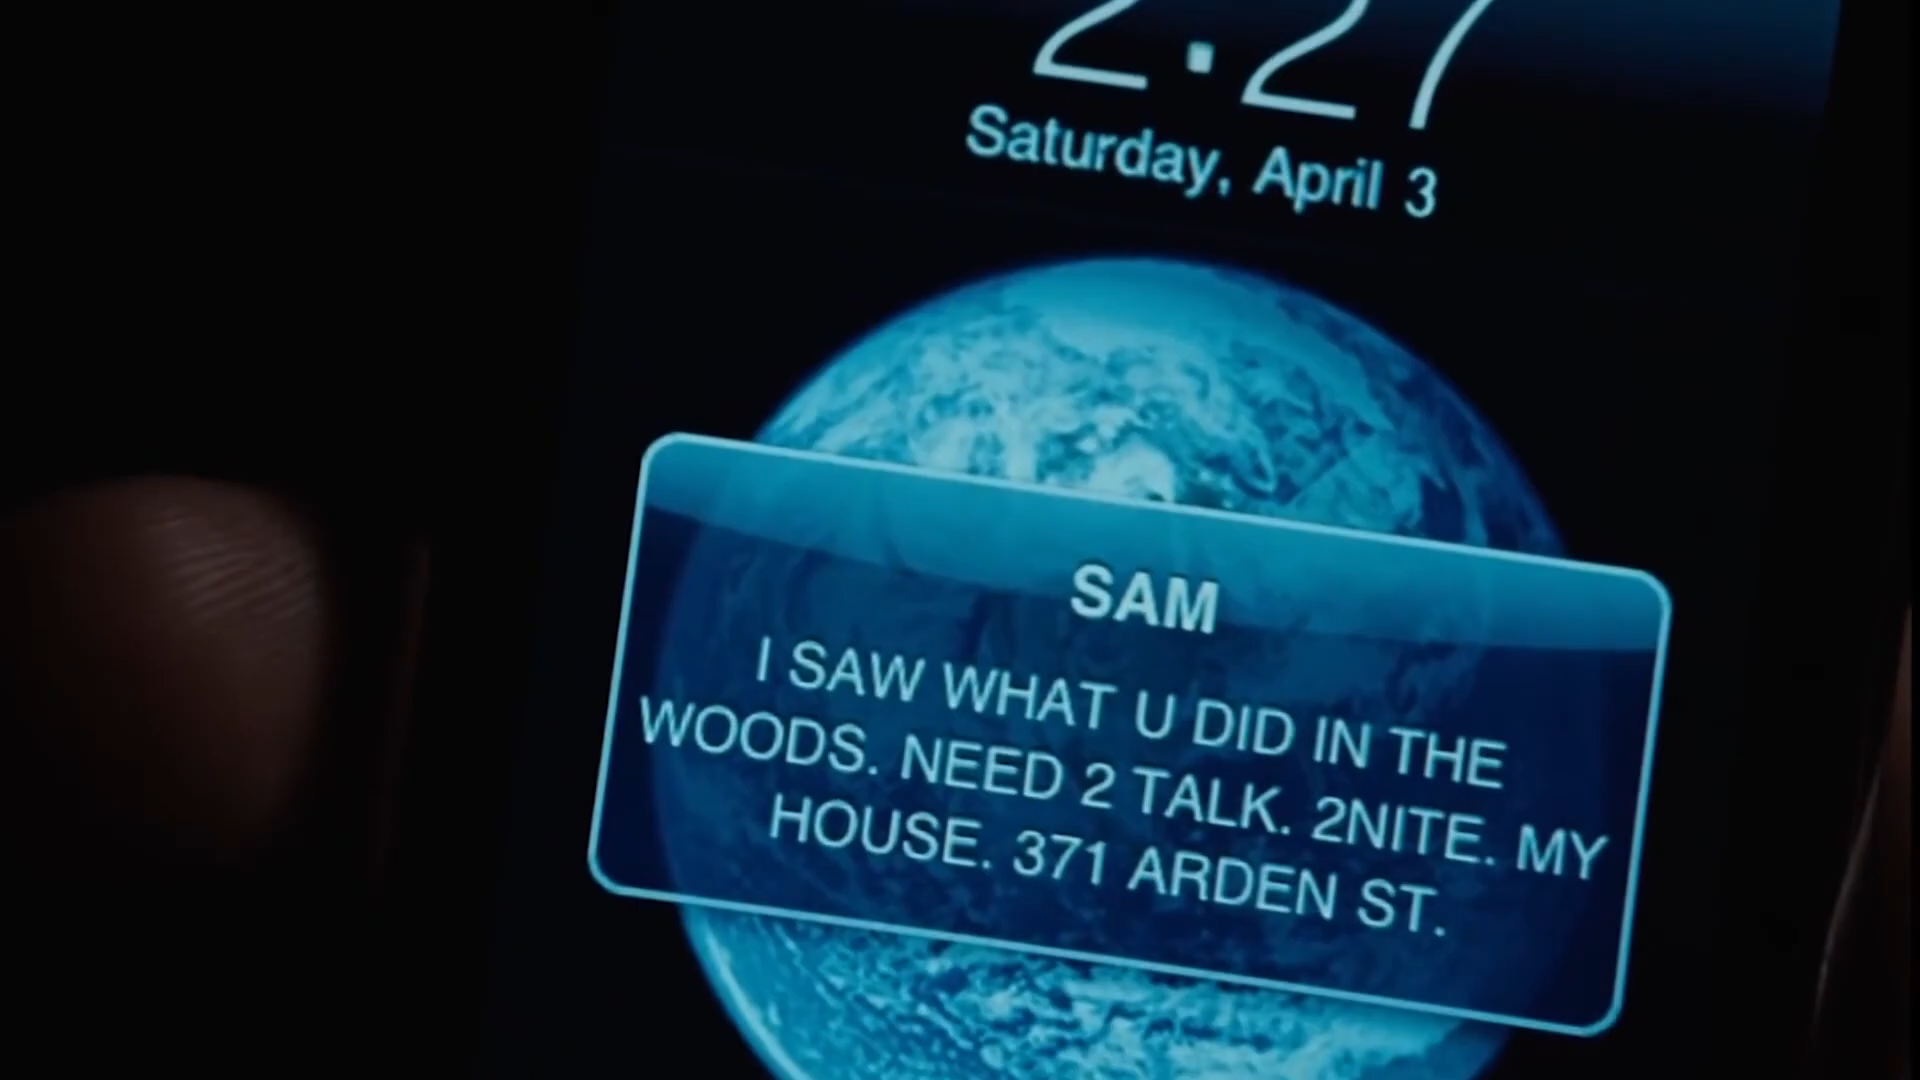 2:27
Saturday, April 3
SAM
I SAW WHAT U DID IN THE
WOODS. NEED 2 TALK. 2NITE. MY
HOUSE. 371 ARDEN ST.